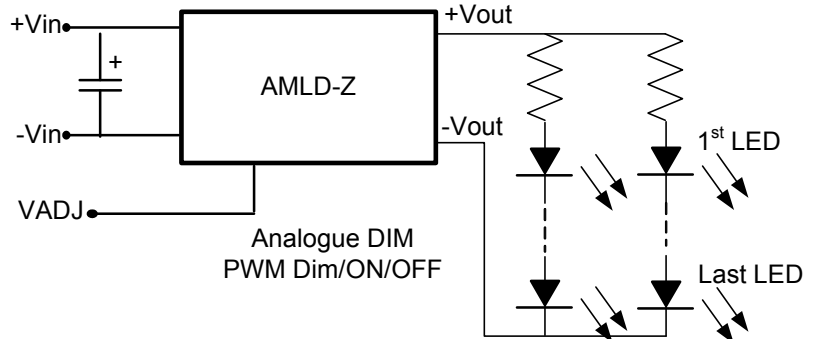 +Vin
+Vout
+
AMLD-Z
-Vin
-Vout
1st LED
VADJ
Analogue DIM
PWM Dim/ON/OFF
Last LED